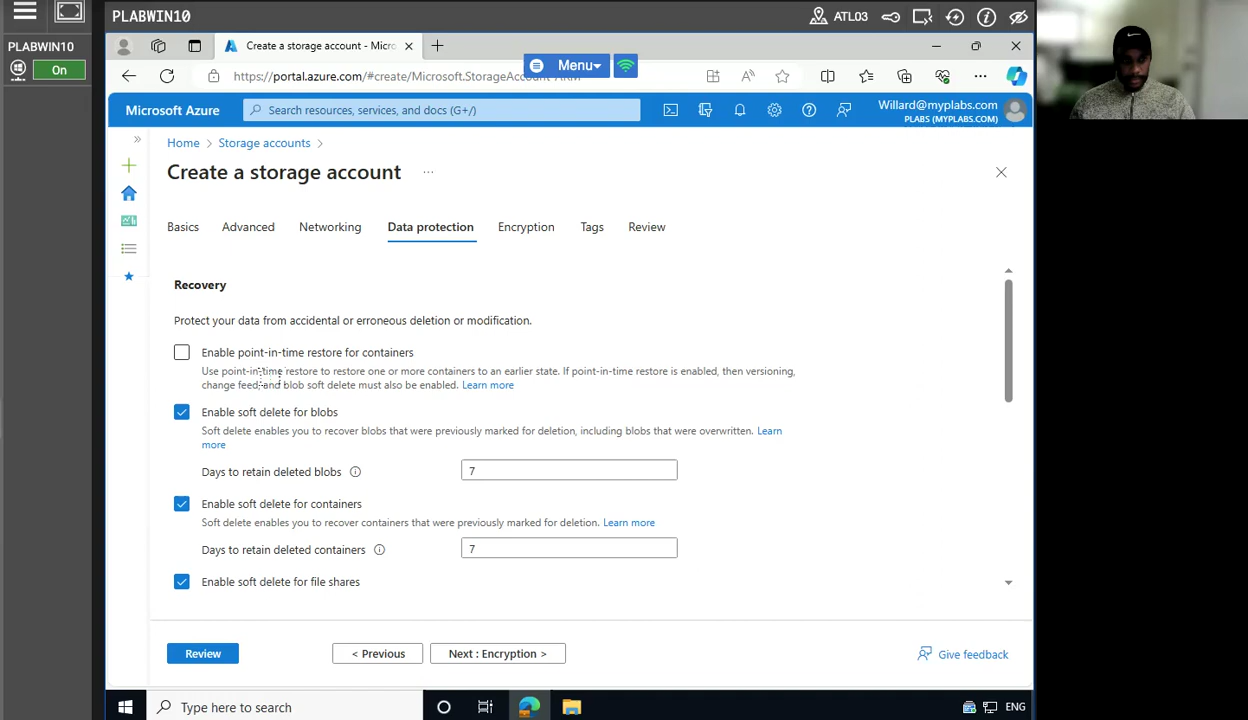 PLABWIN10
ATL03
PLABWIN10
On
Create a storage account - Micro
Menu
https://portal.azure.com/#create/Microsoft.StorageAccount-ARM
Microsoft Azure
Search resources, services, and docs (G+/)
Willard@myplabs.com
PLABS (MYPLABS.COM)
Home > Storage accounts >
Create a storage account ...
Basics Advanced Networking Data protection Encryption Tags Review
Recovery
Protect your data from accidental or erroneous deletion or modification.
Enable point-in-time restore for containers
Use point-in-time restore to restore one or more containers to an earlier state. If point-in-time restore is enabled, then versioning,
change feed, and blob soft delete must also be enabled. Learn more
Enable soft delete for blobs
Soft delete enables you to recover blobs that were previously marked for deletion, including blobs that were overwritten. Learn
more
Days to retain deleted blobs 7
Enable soft delete for containers
Soft delete enables you to recover containers that were previously marked for deletion. Learn more
Days to retain deleted containers 7
Enable soft delete for file shares
Review < Previous Next : Encryption > Give feedback
Type here to search
ENG